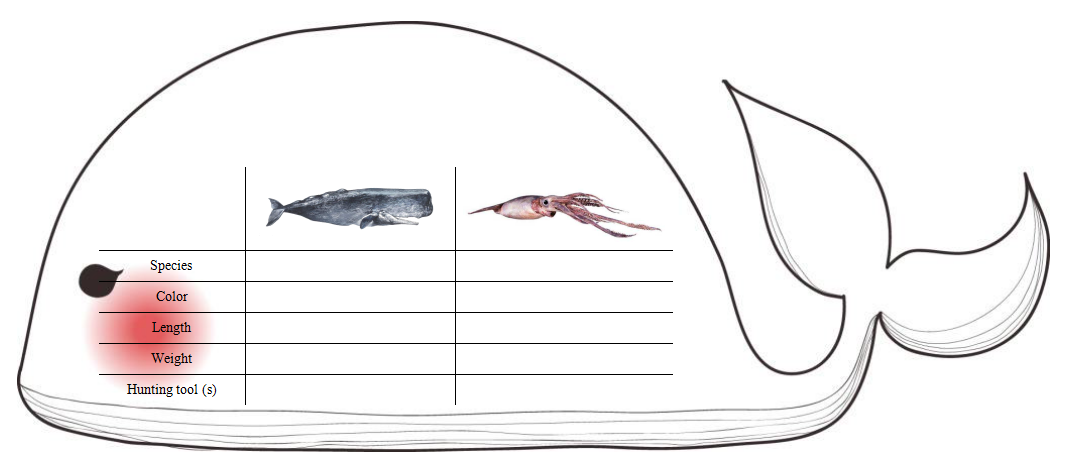 Species
Color
Length
Weight
Hunting tool (s)